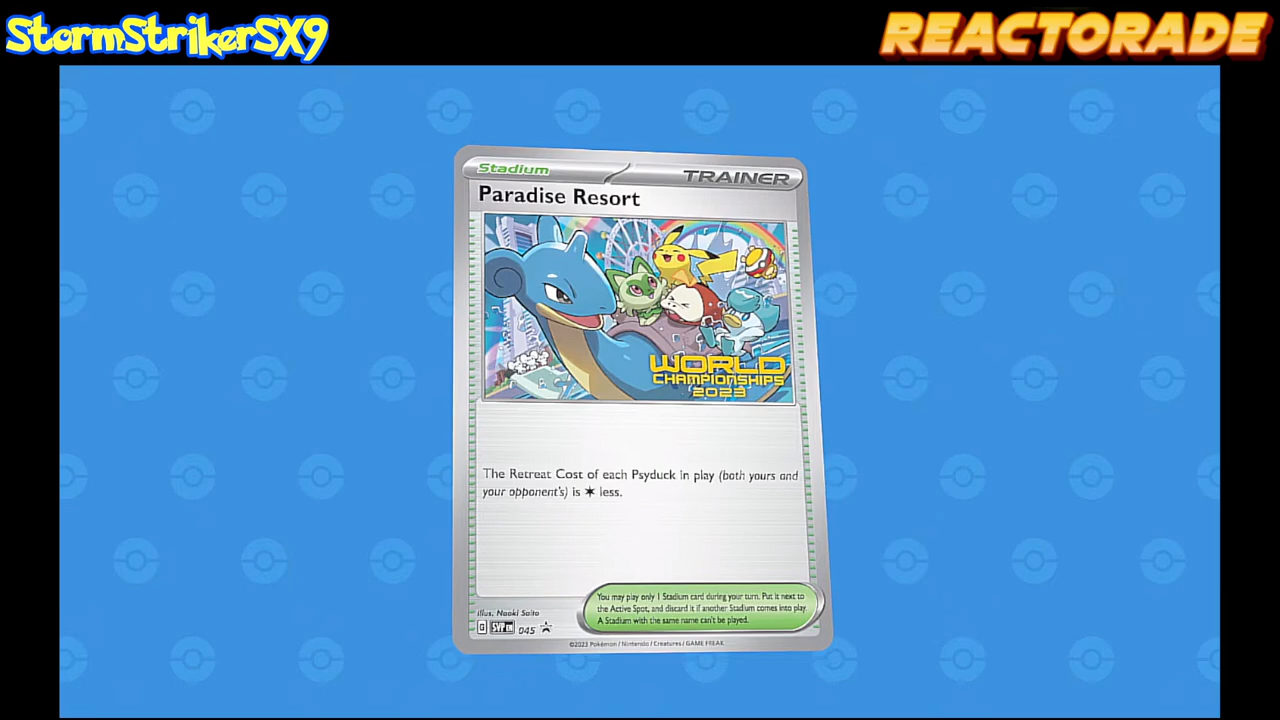 StormStrikerSX9
REACTORADE
Stadium
TRAINER
Paradise Resort
WORLD
CHAMPIONSHIPS
2023
The Retreat Cost of each Psyduck in play (both yours and
your opponent's) is ✶ less.
You may play only 1 Stadium card during your turn. Put it next to
the Active Spot, and discard it if another Stadium comes into play.
A Stadium with the same name can't be played.
Illus. Naoki Saito
G SVP EN 045
©2023 Pokémon / Nintendo / Creatures / GAME FREAK